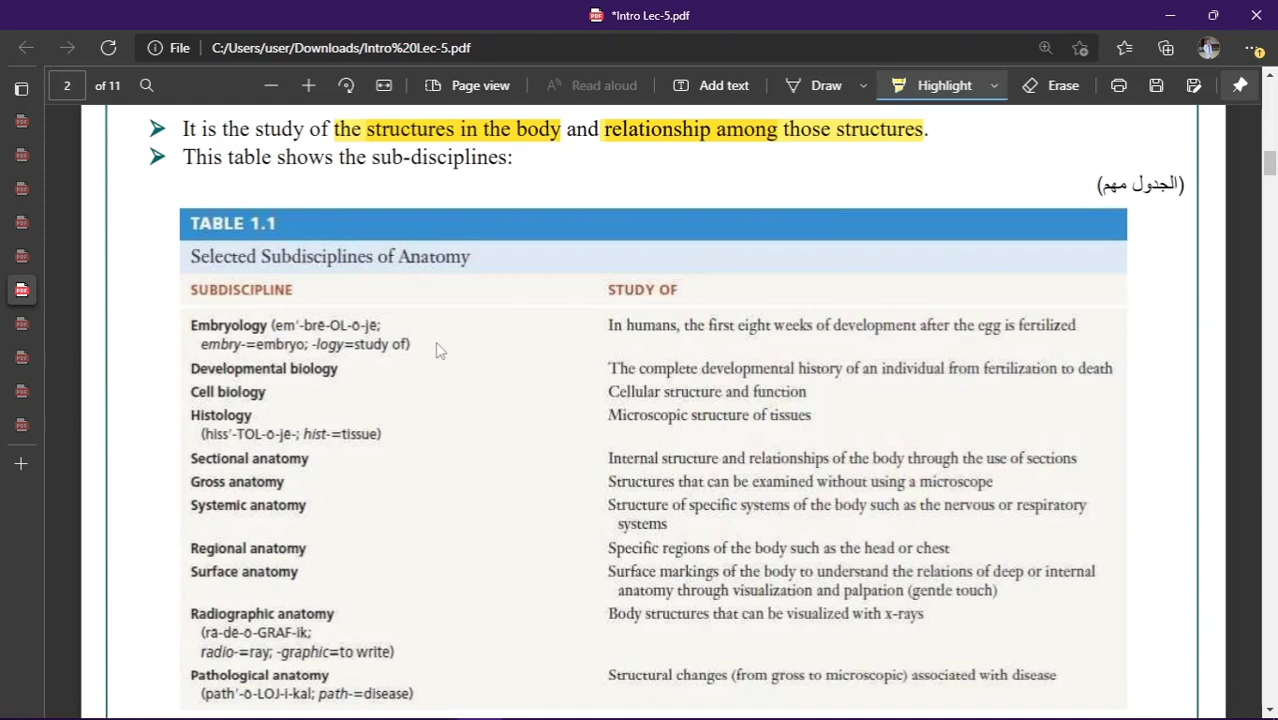 *Intro Lec-5.pdf
File C:/Users/user/Downloads/Intro%20Lec-5.pdf
2 of 11 Page view Read aloud Add text Draw Highlight Erase
It is the study of the structures in the body and relationship among those structures.
This table shows the sub-disciplines:
(الجدول مهم)
TABLE 1.1
Selected Subdisciplines of Anatomy
SUBDISCIPLINE STUDY OF
Embryology (em′-brē-OL-ō-jē; In humans, the first eight weeks of development after the egg is fertilized
embry-=embryo; -logy=study of)
Developmental biology The complete developmental history of an individual from fertilization to death
Cell biology Cellular structure and function
Histology Microscopic structure of tissues
(hiss′-TOL-ō-jē-; hist-=tissue)
Sectional anatomy Internal structure and relationships of the body through the use of sections
Gross anatomy Structures that can be examined without using a microscope
Systemic anatomy Structure of specific systems of the body such as the nervous or respiratory
systems
Regional anatomy Specific regions of the body such as the head or chest
Surface anatomy Surface markings of the body to understand the relations of deep or internal
anatomy through visualization and palpation (gentle touch)
Radiographic anatomy Body structures that can be visualized with x-rays
(rā-dē-ō-GRAF-ik;
radio-=ray; -graphic=to write)
Pathological anatomy Structural changes (from gross to microscopic) associated with disease
(path′-ō-LOJ-i-kal; path-=disease)